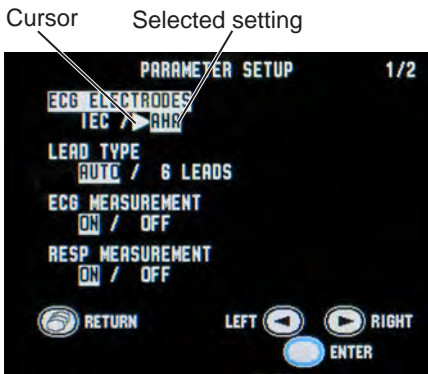 Cursor Selected setting
PARAMETER SETUP 1/2
ECG ELECTRODES
IEC / AHA
LEAD TYPE
AUTO / 6 LEADS
ECG MEASUREMENT
ON / OFF
RESP MEASUREMENT
ON / OFF
RETURN LEFT RIGHT
ENTER